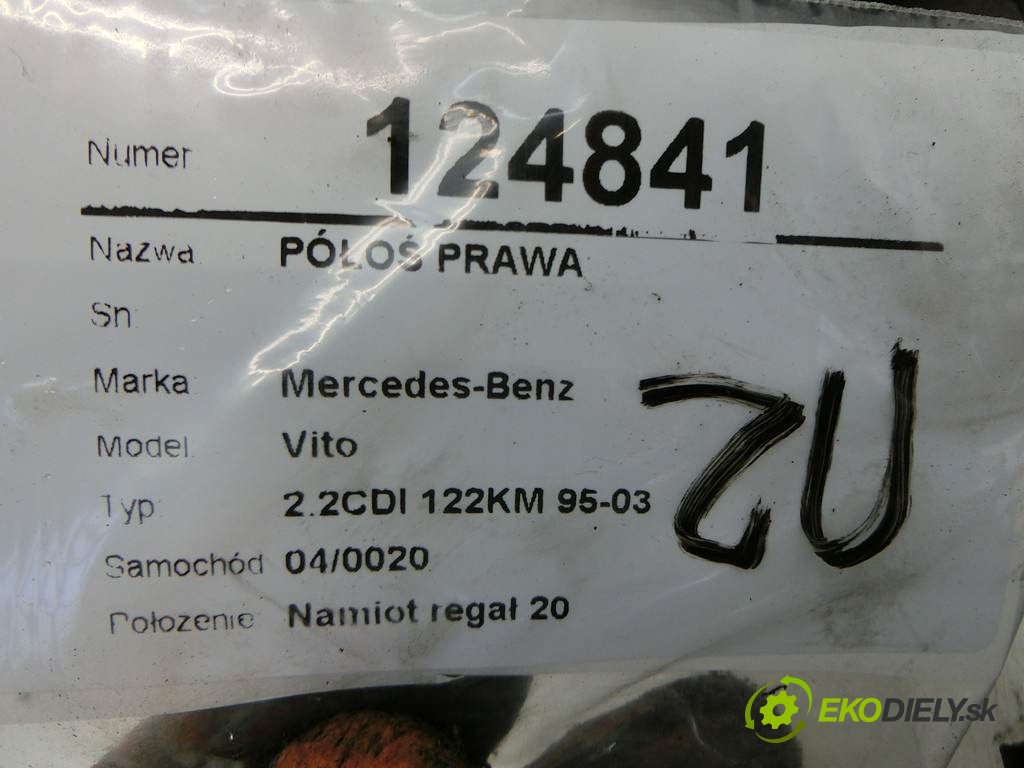 Numer 124841
Nazwa PÓŁOŚ PRAWA
Sn
Marka Mercedes-Benz
Model Vito
Typ 2.2CDI 122KM 95-03
Samochód 04/0020
Położenie Namiot regał 20
ZU
EKODIELY.sk